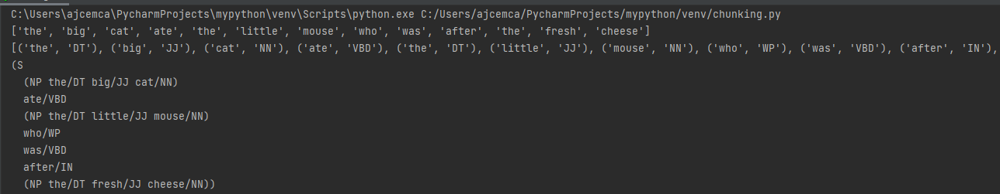 C:\Users\ajcemca\PycharmProjects\mypython\venv\Scripts\python.exe C:/Users/ajcemca/PycharmProjects/mypython/venv/chunking.py
['the', 'big', 'cat', 'ate', 'the', 'little', 'mouse', 'who', 'was', 'after', 'the', 'fresh', 'cheese']
[('the', 'DT'), ('big', 'JJ'), ('cat', 'NN'), ('ate', 'VBD'), ('the', 'DT'), ('little', 'JJ'), ('mouse', 'NN'), ('who', 'WP'), ('was', 'VBD'), ('after', 'IN'),
(S
  (NP the/DT big/JJ cat/NN)
  ate/VBD
  (NP the/DT little/JJ mouse/NN)
  who/WP
  was/VBD
  after/IN
  (NP the/DT fresh/JJ cheese/NN))